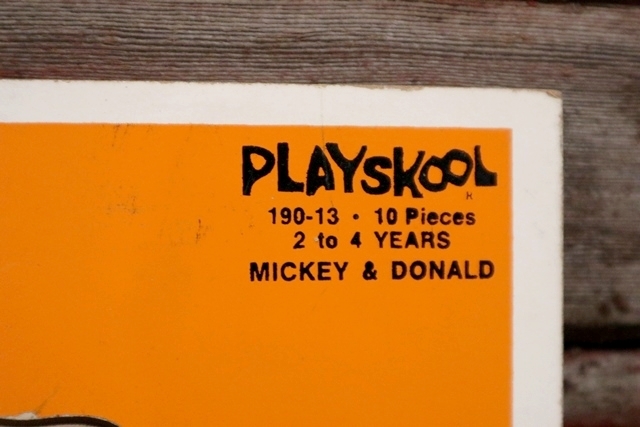 PLAYSKOOL
190-13 • 10 Pieces
2 to 4 YEARS
MICKEY & DONALD